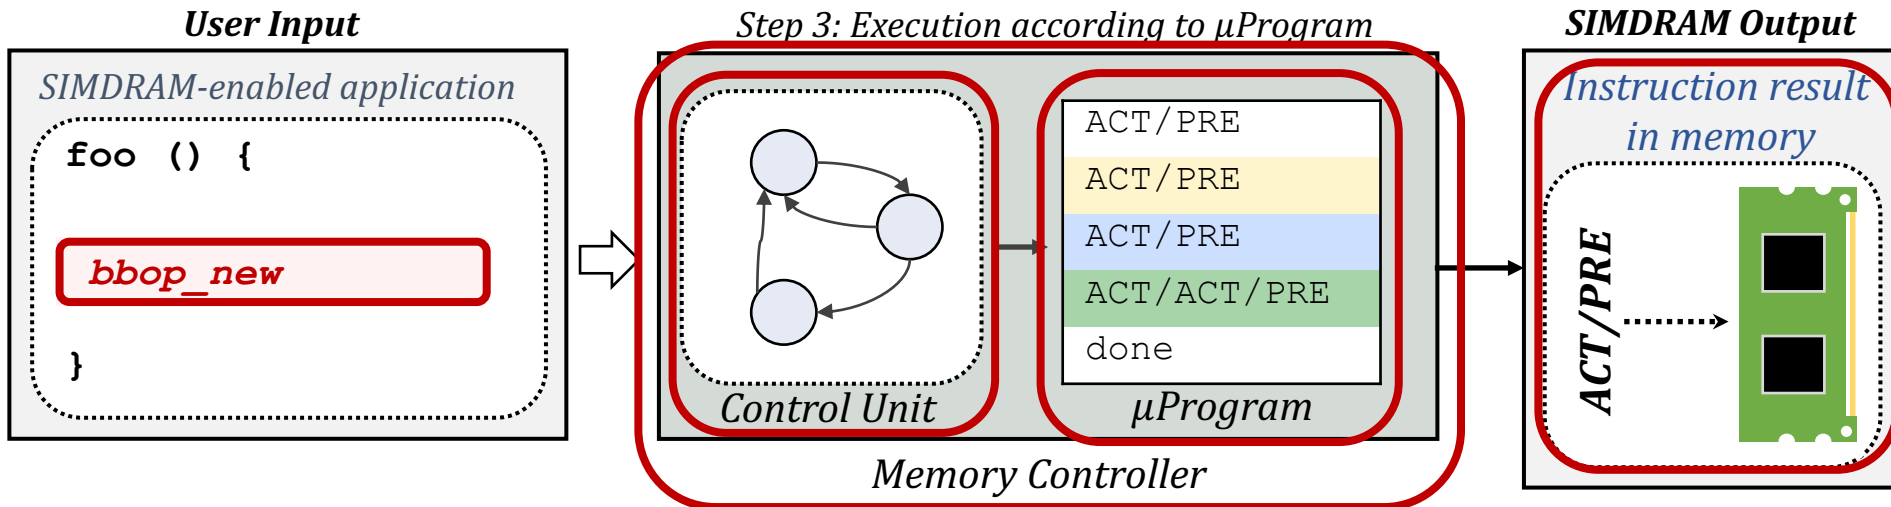 User Input
SIMDRAM-enabled application
foo () {
bbop_new
}
Step 3: Execution according to μProgram
Control Unit
ACT/PRE
ACT/PRE
ACT/PRE
ACT/ACT/PRE
done
μProgram
Memory Controller
SIMDRAM Output
Instruction result
in memory
ACT/PRE